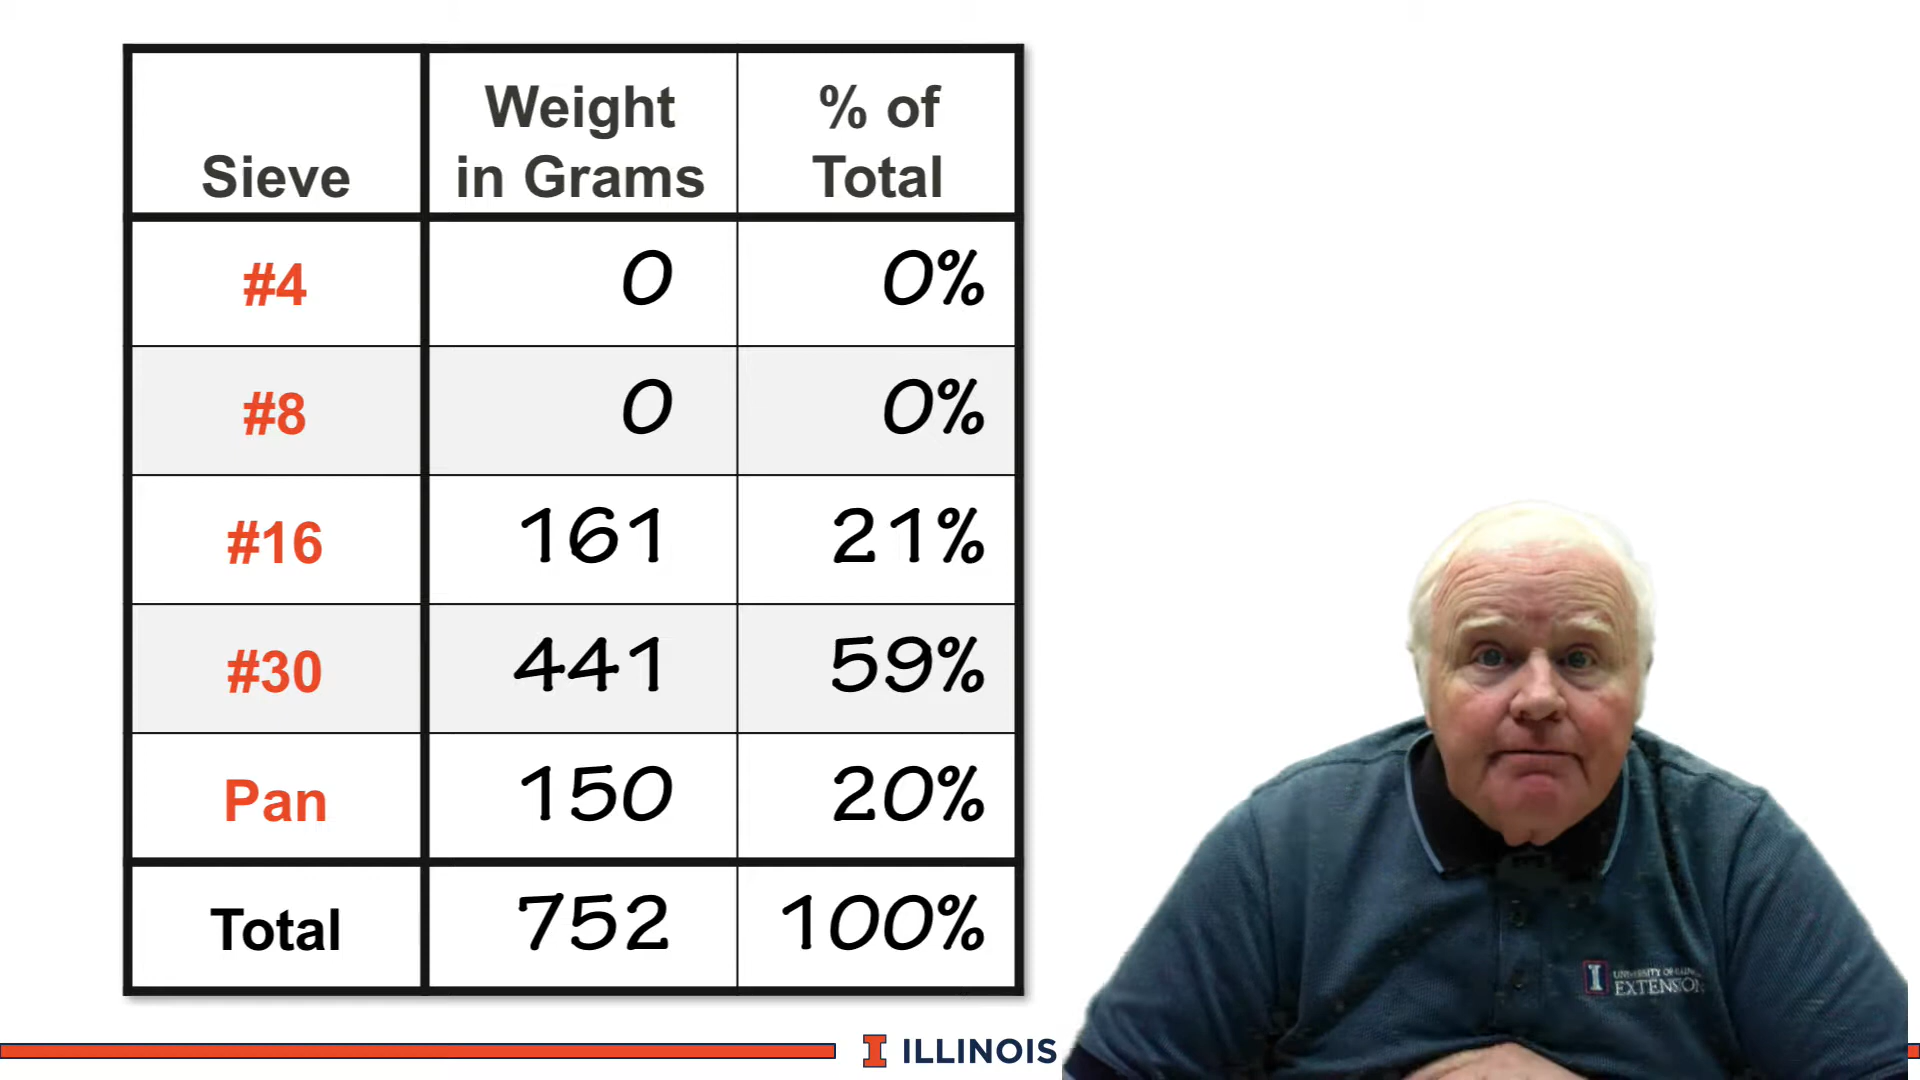 Sieve Weight in Grams % of Total
#4 0 0%
#8 0 0%
#16 161 21%
#30 441 59%
Pan 150 20%
Total 752 100%
I ILLINOIS
I
EXTENSION